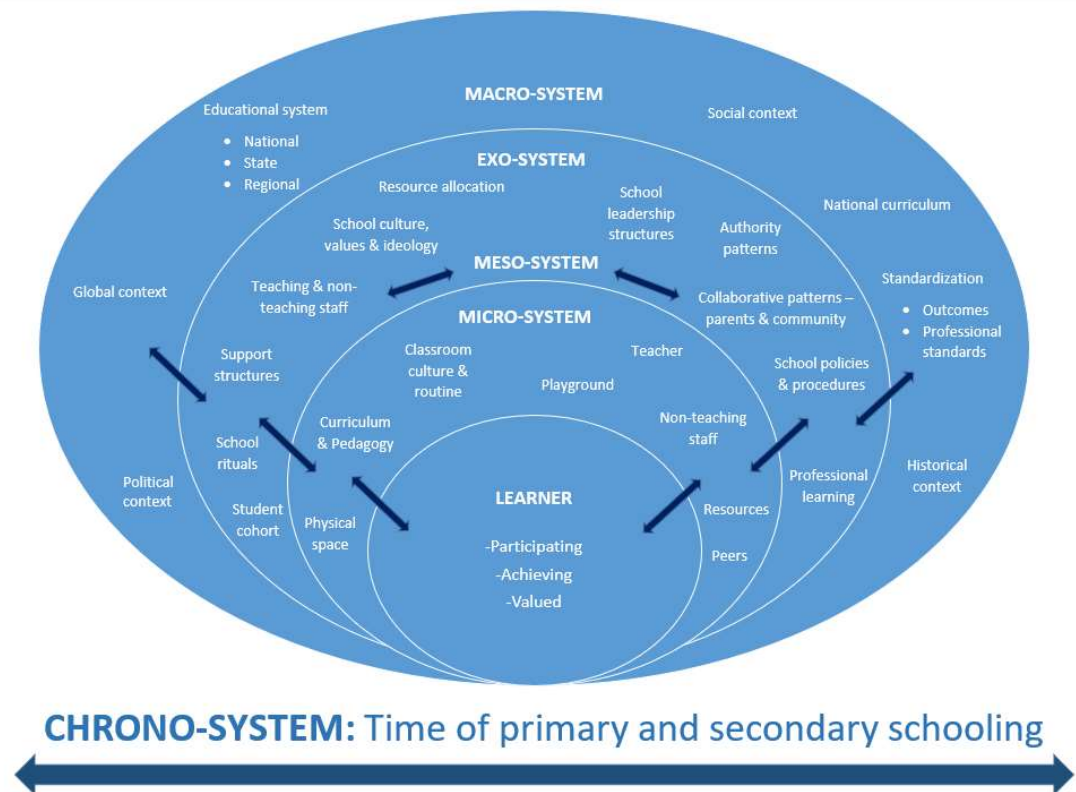 MACRO-SYSTEM
Educational system
• National
• State
• Regional
Social context
EXO-SYSTEM
Resource allocation
School
leadership
structures
National curriculum
School culture,
values & ideology
Authority
patterns
MESO-SYSTEM
Global context
Teaching & non-
teaching staff
Collaborative patterns –
parents & community
Standardization
• Outcomes
• Professional
standards
MICRO-SYSTEM
Support
structures
Classroom
culture &
routine
Teacher
Playground
School policies
& procedures
Curriculum
& Pedagogy
Non-teaching
staff
School
rituals
Political
context
Student
cohort
Physical
space
LEARNER
-Participating
-Achieving
-Valued
Resources
Peers
Professional
learning
Historical
context
CHRONO-SYSTEM: Time of primary and secondary schooling